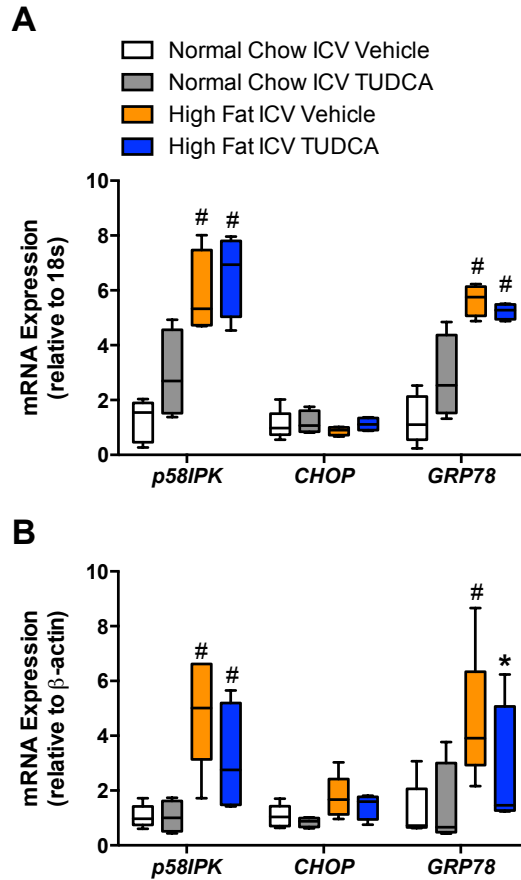 A
Normal Chow ICV Vehicle
Normal Chow ICV TUDCA
High Fat ICV Vehicle
High Fat ICV TUDCA
mRNA Expression
(relative to 18s)
10
8
6
4
2
0
# # # #
p58IPK CHOP GRP78
B
mRNA Expression
(relative to β-actin)
10
8
6
4
2
0
# # # *
p58IPK CHOP GRP78